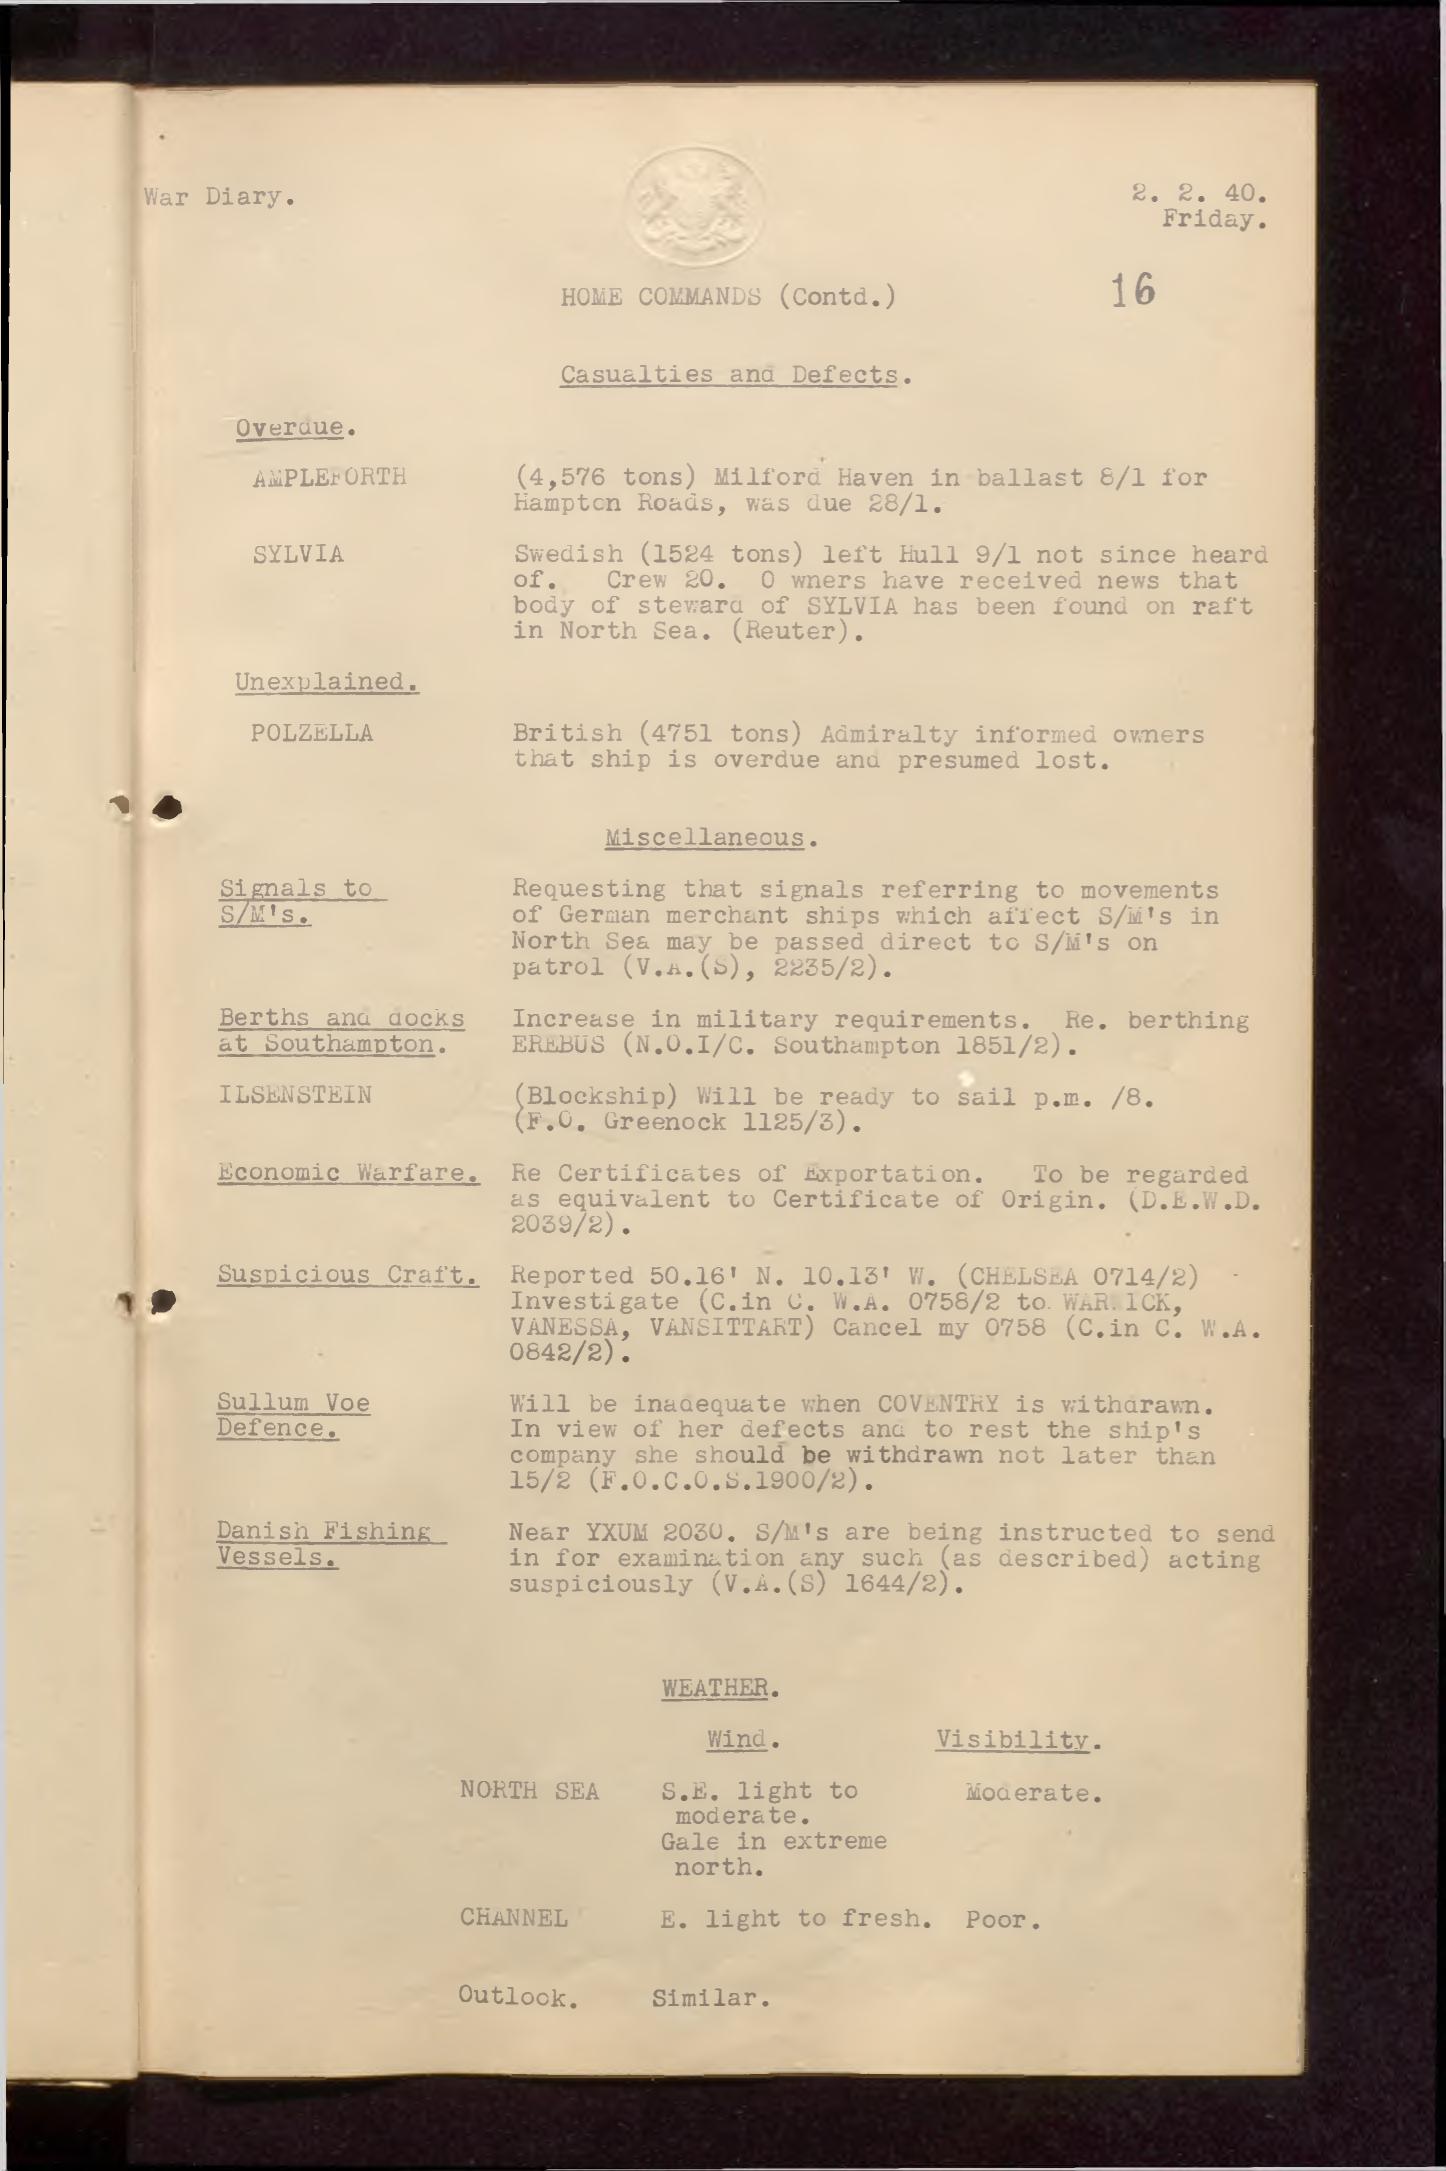 War Diary.
2. 2. 40.
Friday.
HOME COMMANDS (Contd.)
16
Casualties and Defects.
Overdue.
AMPLEFORTH (4,576 tons) Milford Haven in ballast 8/1 for
Hampton Roads, was due 28/1.
SYLVIA Swedish (1524 tons) left Hull 9/1 not since heard
of. Crew 20. O wners have received news that
body of steward of SYLVIA has been found on raft
in North Sea. (Reuter).
Unexplained.
POLZELLA British (4751 tons) Admiralty informed owners
that ship is overdue and presumed lost.
Miscellaneous.
Signals to Requesting that signals referring to movements
S/M's. of German merchant ships which affect S/M's in
North Sea may be passed direct to S/M's on
patrol (V.A.(S), 2235/2).
Berths and docks Increase in military requirements. Re. berthing
at Southampton. EREBUS (N.O.I/C. Southampton 1851/2).
ILSENSTEIN (Blockship) Will be ready to sail p.m. /8.
(F.O. Greenock 1125/3).
Economic Warfare. Re Certificates of Exportation. To be regarded
as equivalent to Certificate of Origin. (D.E.W.D.
2039/2).
Suspicious Craft. Reported 50.16' N. 10.13' W. (CHELSEA 0714/2)
Investigate (C.in C. W.A. 0758/2 to WARWICK,
VANESSA, VANSITTART) Cancel my 0758 (C.in C. W.A.
0842/2).
Sullum Voe Will be inadequate when COVENTRY is withdrawn.
Defence. In view of her defects and to rest the ship's
company she should be withdrawn not later than
15/2 (F.O.C.O.S.1900/2).
Danish Fishing Near YXUM 2030. S/M's are being instructed to send
Vessels. in for examination any such (as described) acting
suspiciously (V.A.(S) 1644/2).
WEATHER.
Wind. Visibility.
NORTH SEA S.E. light to Moderate.
moderate.
Gale in extreme
north.
CHANNEL E. light to fresh. Poor.
Outlook. Similar.